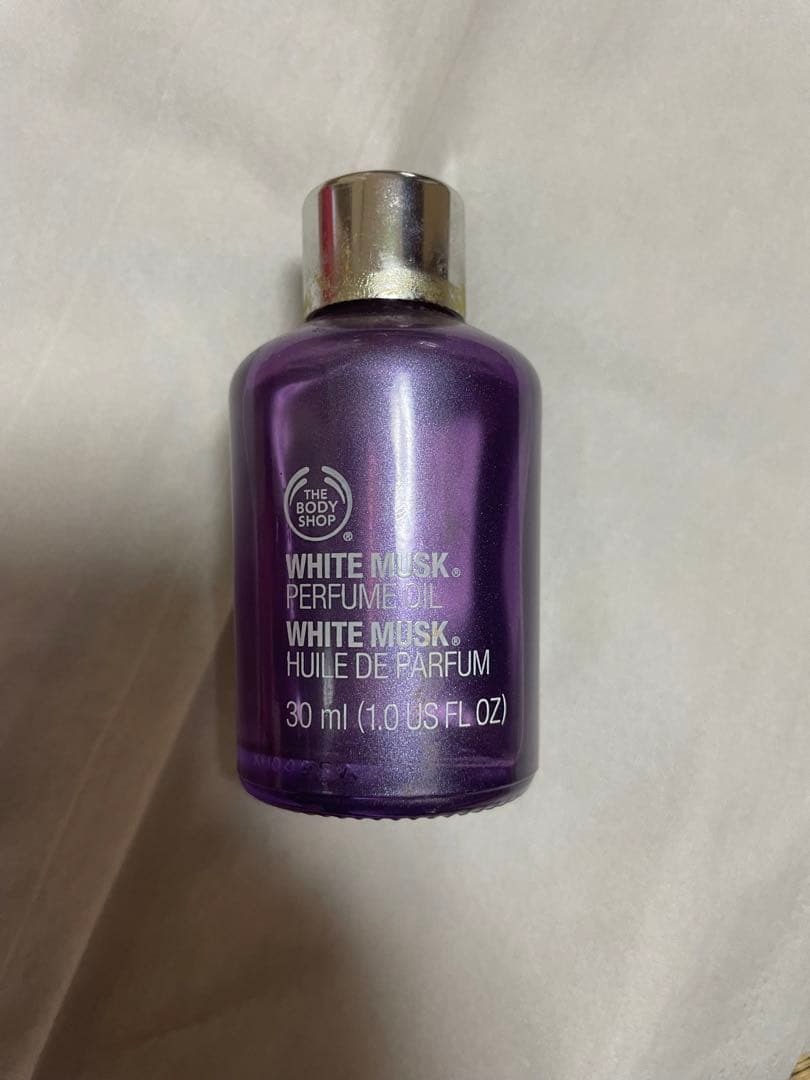 THE
BODY
SHOP
®
WHITE MUSK®
PERFUME OIL
WHITE MUSK®
HUILE DE PARFUM
30 ml (1.0 US FL OZ)